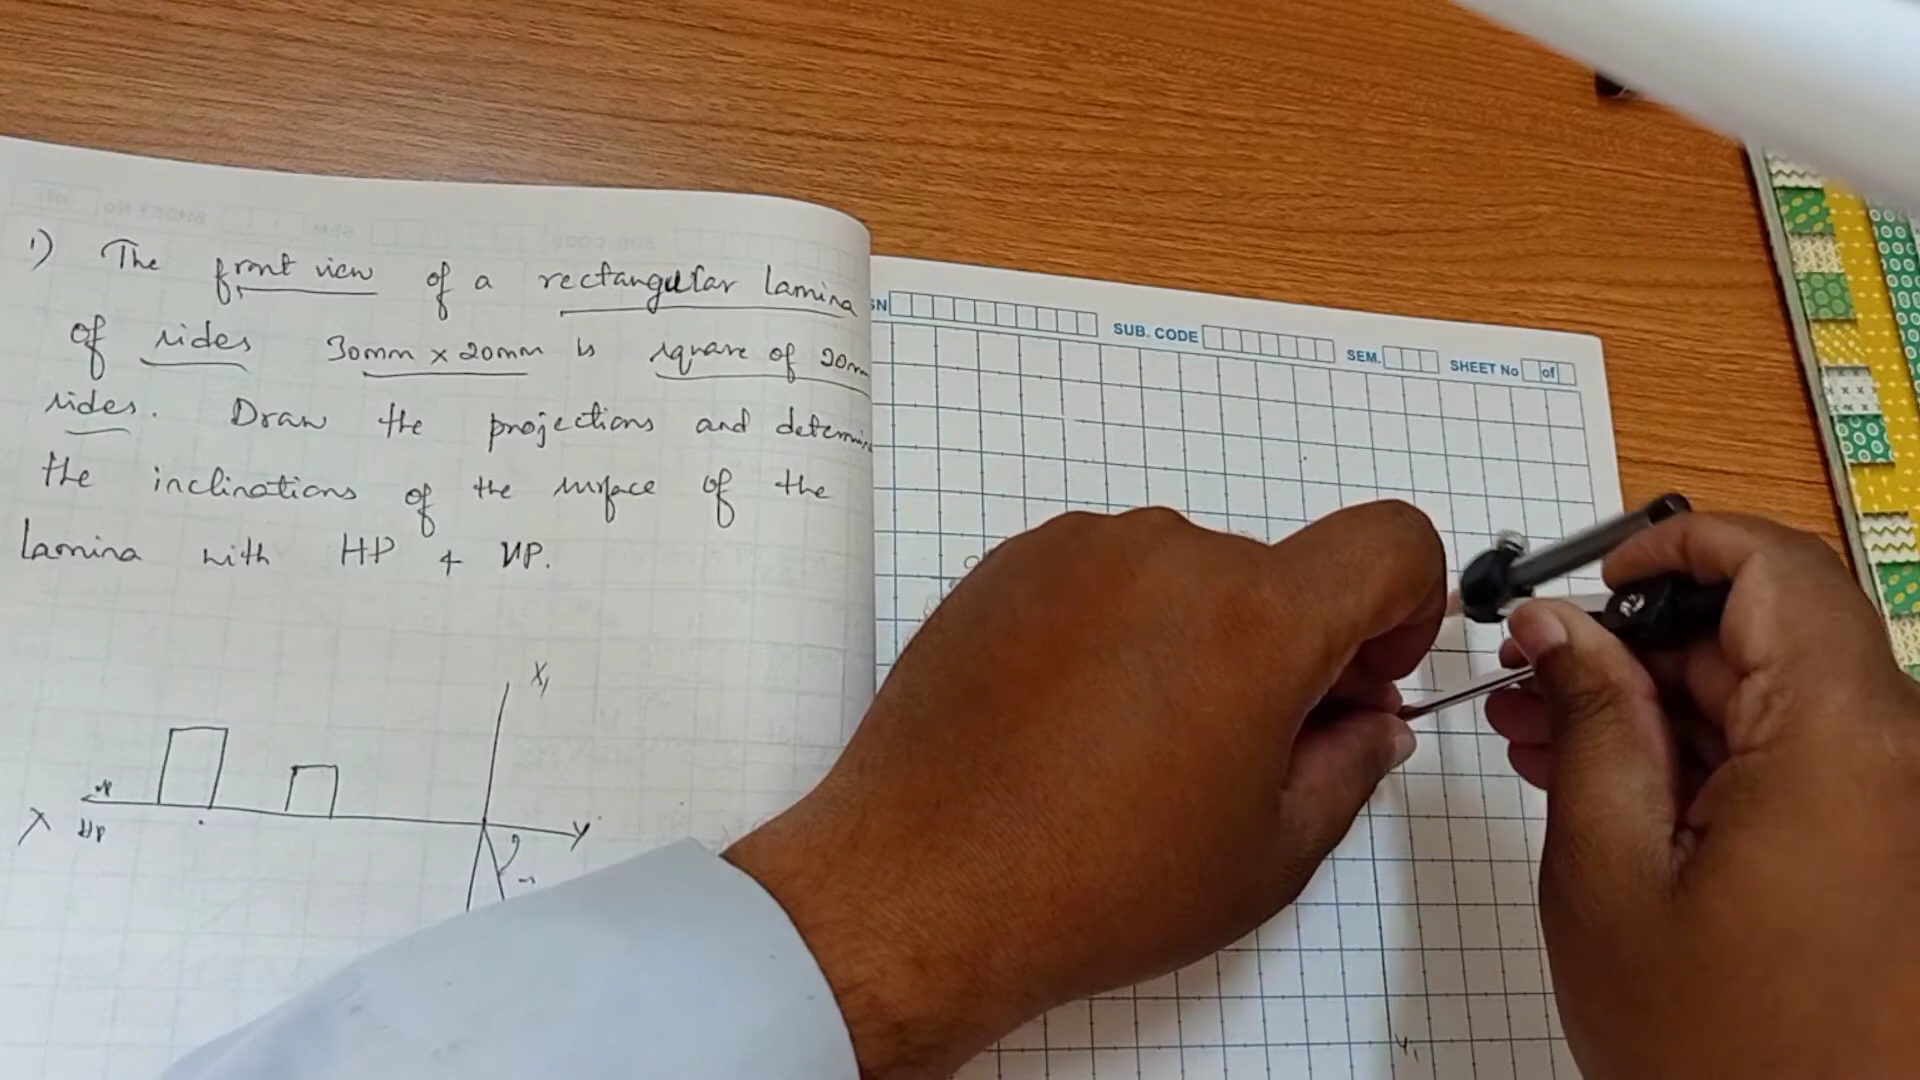 1) The front view of a rectangular lamina
of sides 30mm x 20mm is square of 20mm
sides. Draw the projections and determine
the inclinations of the surface of the
lamina with HP & VP.
SUB. CODE SEM. SHEET No of
X1
X HP Y
Y1